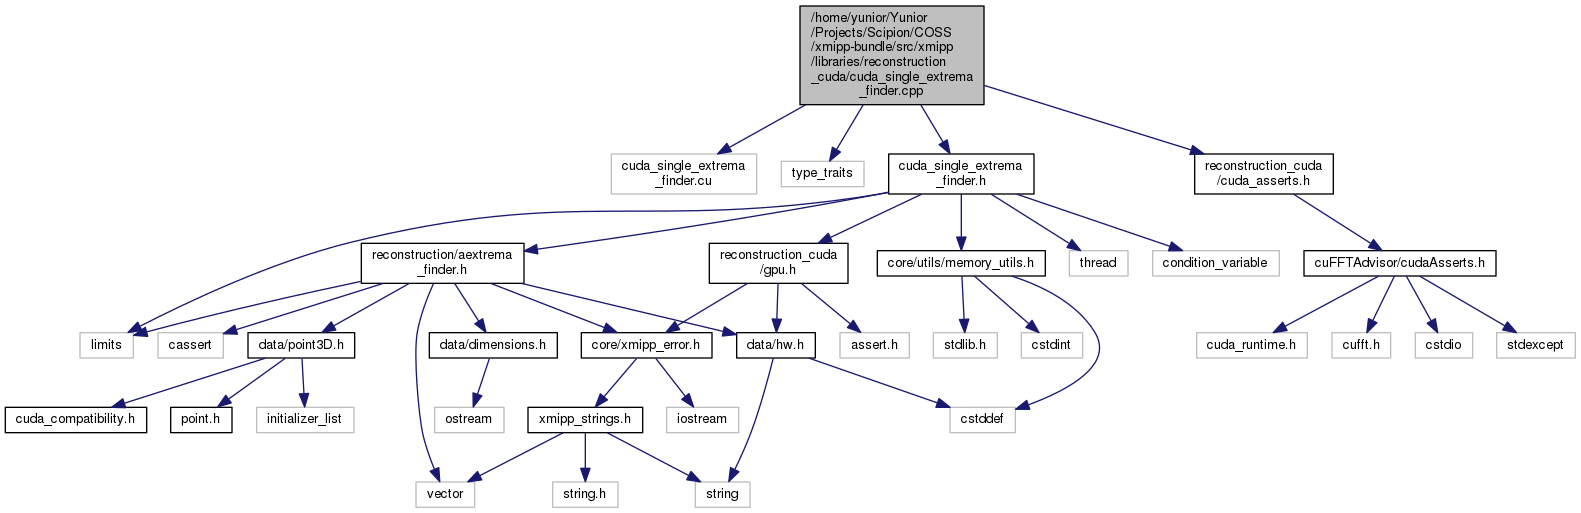 /home/yunior/Yunior
/Projects/Scipion/COSS
/xmipp-bundle/src/xmipp
/libraries/reconstruction
_cuda/cuda_single_extrema
_finder.cpp
cuda_single_extrema
_finder.cu
type_traits
cuda_single_extrema
_finder.h
reconstruction_cuda
/cuda_asserts.h
reconstruction/aextrema
_finder.h
reconstruction_cuda
/gpu.h
core/utils/memory_utils.h
thread
condition_variable
cuFFTAdvisor/cudaAsserts.h
limits
cassert
data/point3D.h
data/dimensions.h
core/xmipp_error.h
data/hw.h
assert.h
stdlib.h
cstdint
cuda_runtime.h
cufft.h
cstdio
stdexcept
cuda_compatibility.h
point.h
initializer_list
ostream
xmipp_strings.h
iostream
cstddef
vector
string.h
string